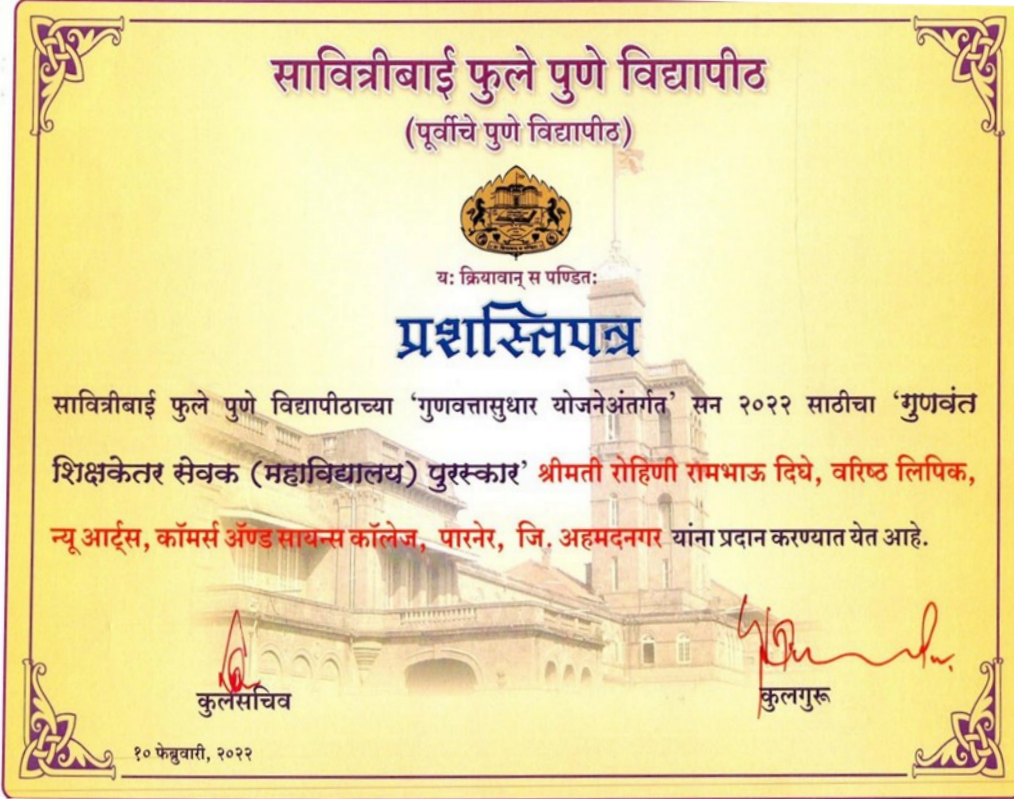 सावित्रीबाई फुले पुणे विद्यापीठ
(पूर्वीचे पुणे विद्यापीठ)
यः क्रियावान् स पण्डितः
प्रशस्तिपत्र
सावित्रीबाई फुले पुणे विद्यापीठाच्या ‘गुणवत्तासुधार योजनेअंतर्गत’ सन २०२२ साठीचा ‘गुणवंत
शिक्षकेतर सेवक (महाविद्यालय) पुरस्कार’ श्रीमती रोहिणी रामभाऊ दिघे, वरिष्ठ लिपिक,
न्यू आर्ट्स, कॉमर्स अॅण्ड सायन्स कॉलेज, पारनेर, जि. अहमदनगर यांना प्रदान करण्यात येत आहे.
कुलसचिव
कुलगुरू
१० फेब्रुवारी, २०२२